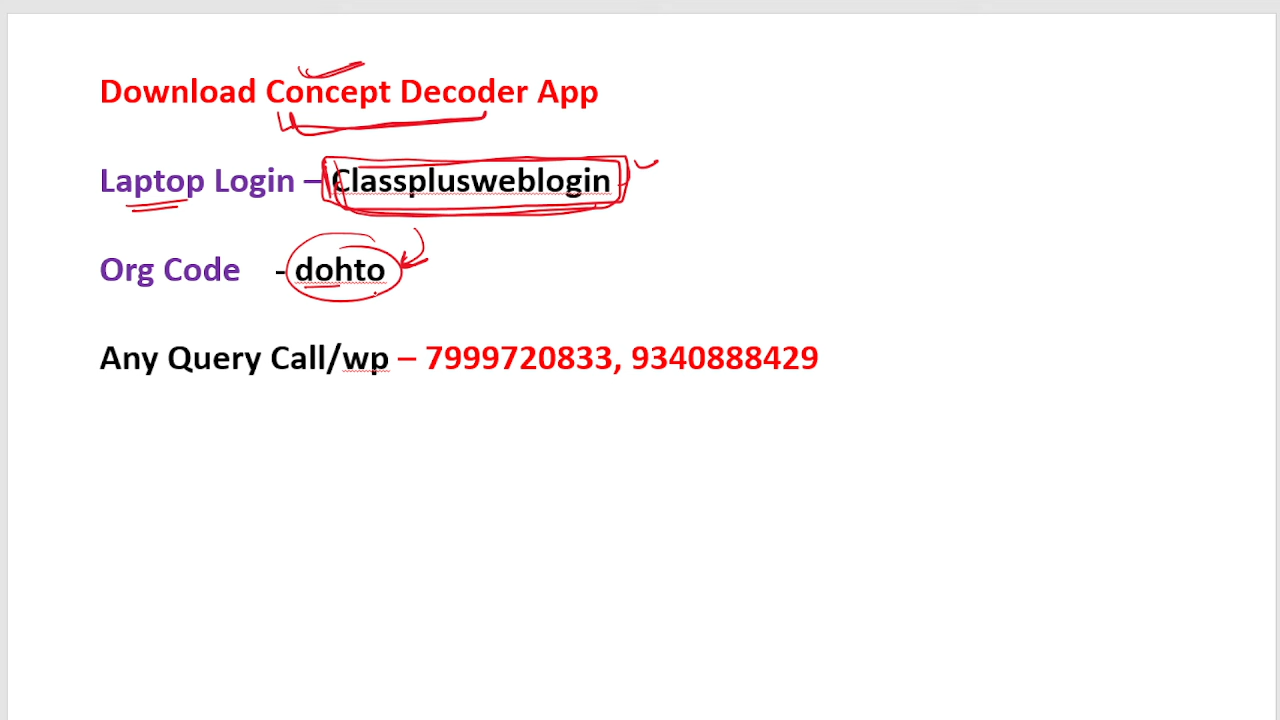 Download Concept Decoder App
Laptop Login – Classplusweblogin
Org Code - dohto
Any Query Call/wp – 7999720833, 9340888429